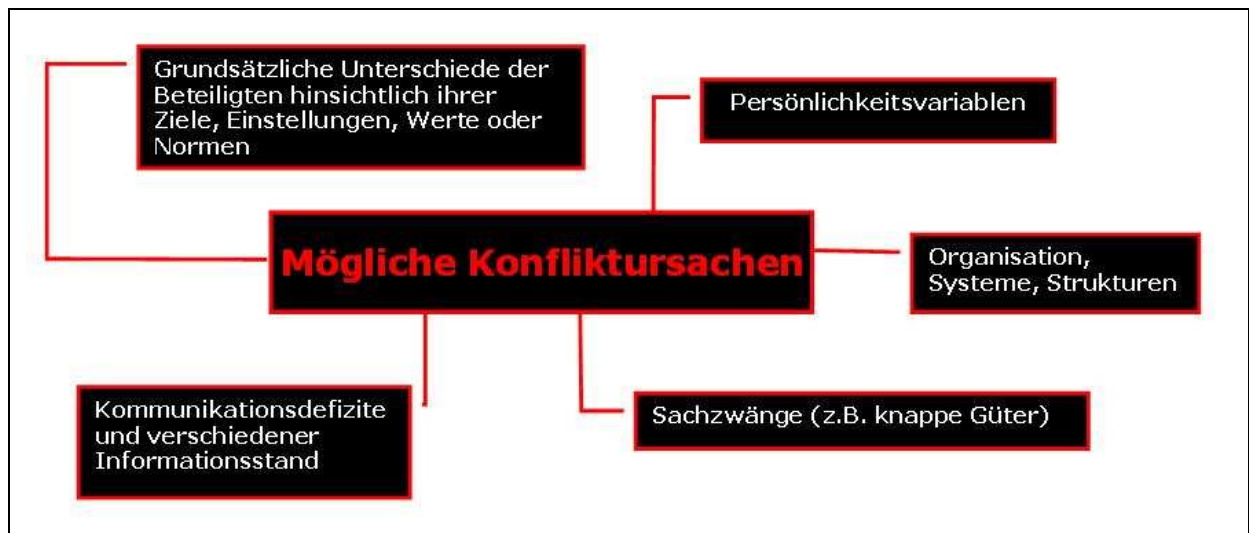 Grundsätzliche Unterschiede der
Beteiligten hinsichtlich ihrer
Ziele, Einstellungen, Werte oder
Normen
Persönlichkeitsvariablen
Mögliche Konfliktursachen
Organisation,
Systeme, Strukturen
Kommunikationsdefizite
und verschiedener
Informationsstand
Sachzwänge (z.B. knappe Güter)